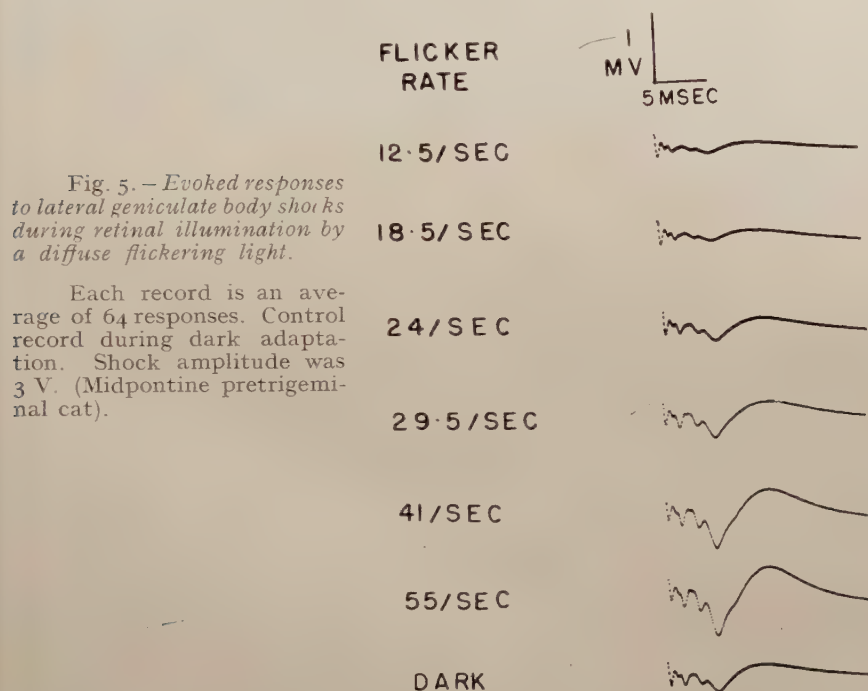 FLICKER
RATE
1
MV
5 MSEC
12·5/SEC
18·5/SEC
24/SEC
29·5/SEC
41/SEC
55/SEC
DARK
Fig. 5. – Evoked responses
to lateral geniculate body shocks
during retinal illumination by
a diffuse flickering light.
Each record is an ave-
rage of 64 responses. Control
record during dark adapta-
tion. Shock amplitude was
3 V. (Midpontine pretrigemi-
nal cat).